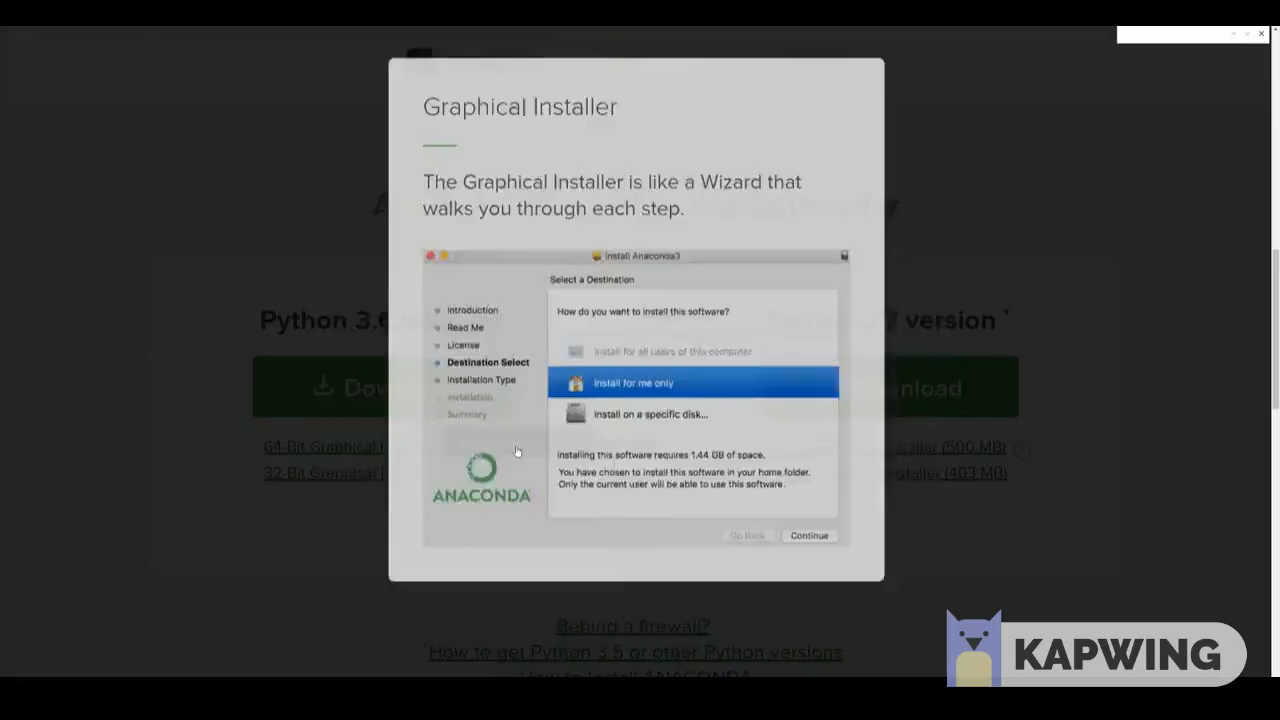 Graphical Installer
The Graphical Installer is like a Wizard that
walks you through each step.
Install Anaconda3
Select a Destination
Introduction
Read Me
License
Destination Select
Installation Type
Installation
Summary
How do you want to install this software?
Install for all users of this computer
Install for me only
Install on a specific disk...
Installing this software requires 1.44 GB of space.
You have chosen to install this software in your home folder.
Only the current user will be able to use this software.
ANACONDA
Go Back
Continue
Python 3.
version *
64-Bit Graphical
(500 MB)
32-Bit Graphical
(403 MB)
Behind a firewall?
*How to get Python 3.5 or other Python versions
How to Install ANACONDA
KAPWING